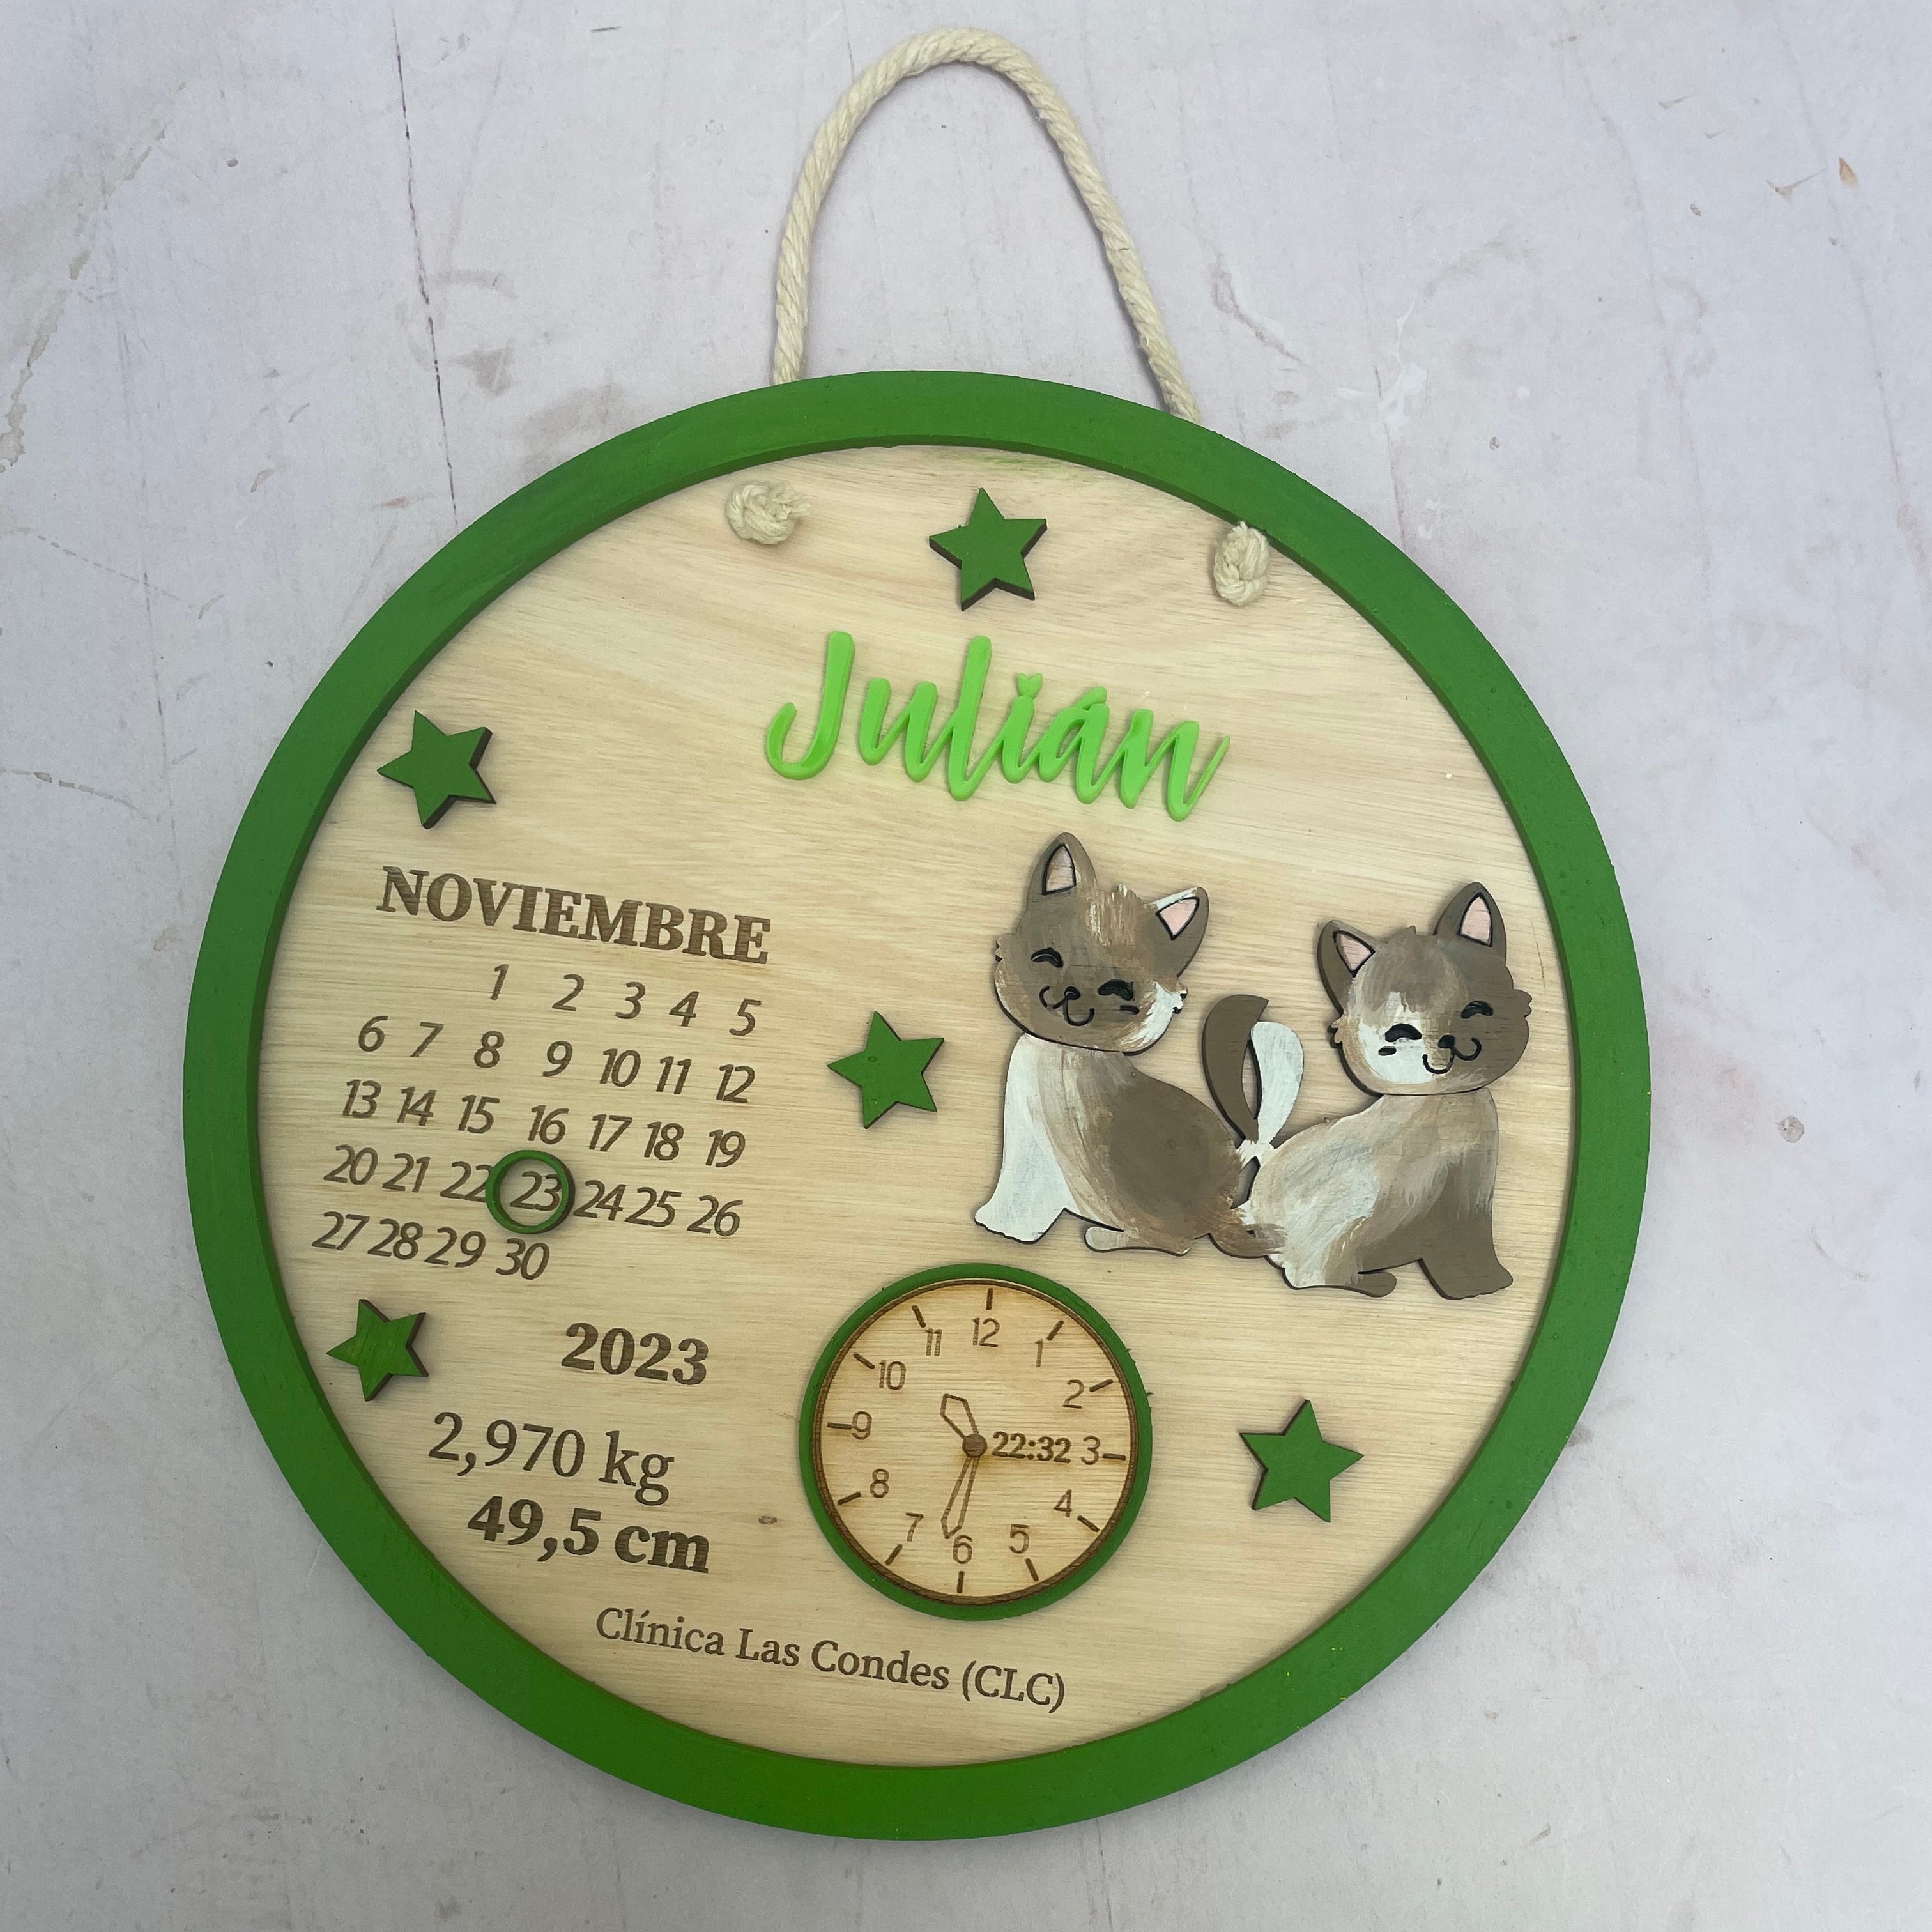 Julián
NOVIEMBRE
1 2 3 4 5
6 7 8 9 10 11 12
13 14 15 16 17 18 19
20 21 22 23 24 25 26
27 28 29 30
2023
2,970 kg
49,5 cm
12
11 1
10 2
9 22:32 3
8 4
7 5
6
Clínica Las Condes (CLC)